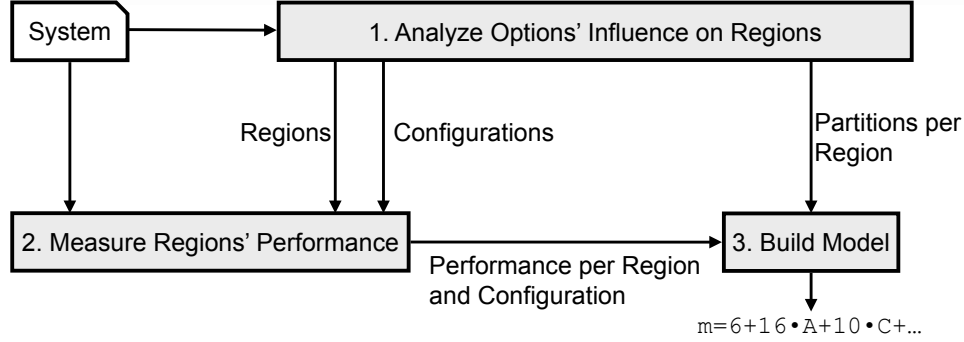 System
1. Analyze Options’ Influence on Regions
Regions
Configurations
Partitions per
Region
2. Measure Regions’ Performance
3. Build Model
Performance per Region
and Configuration
m=6+16•A+10•C+…